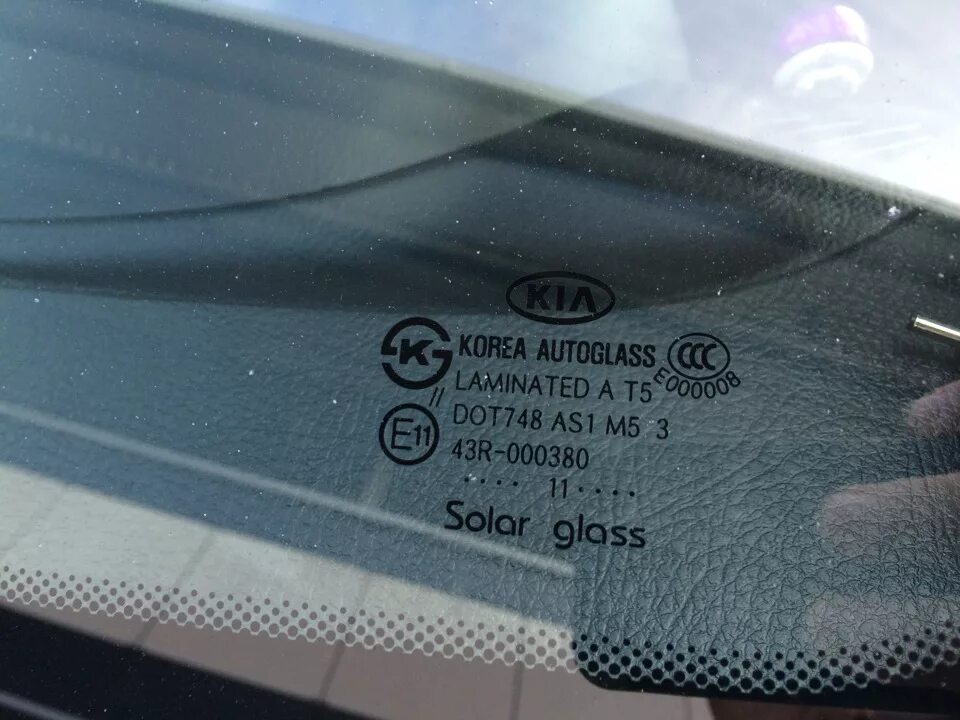 KIA
K
KOREA AUTOGLASS
CCC
E000008
LAMINATED A T5
//
DOT748 AS1 M5 3
E11
43R-000380
.... 11 ....
Solar glass